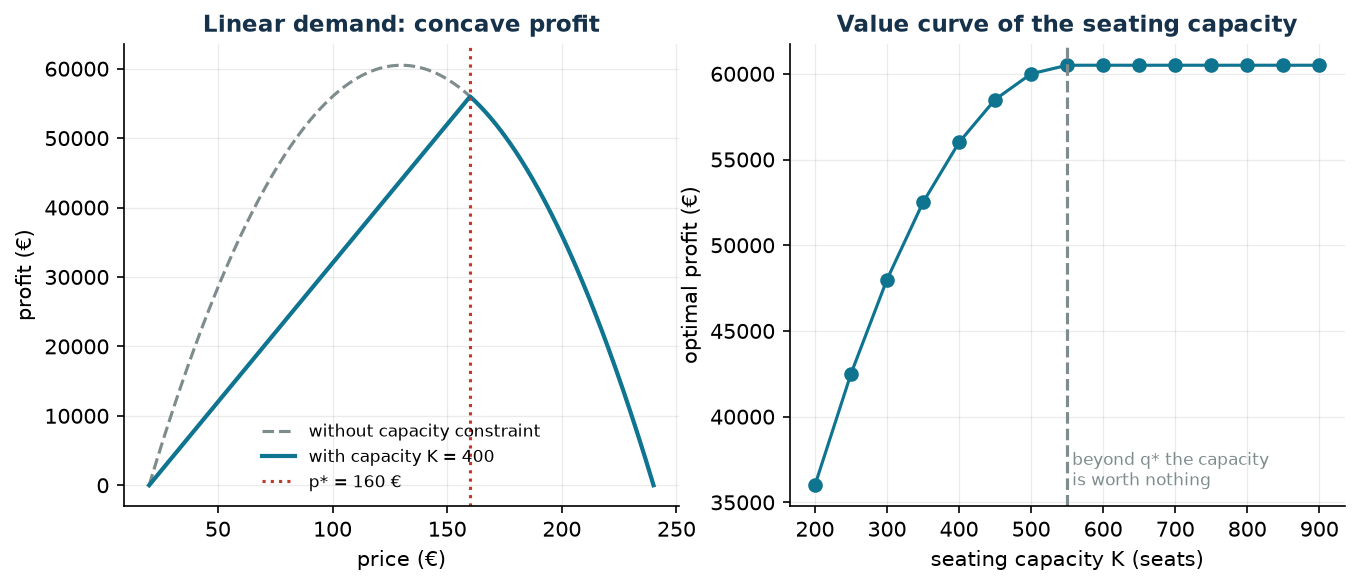 Linear demand: concave profit
profit (€)
60000
50000
40000
30000
20000
10000
0
without capacity constraint
with capacity K = 400
p* = 160 €
50 100 150 200 250
price (€)
Value curve of the seating capacity
optimal profit (€)
60000
55000
50000
45000
40000
35000
beyond q* the capacity
is worth nothing
200 300 400 500 600 700 800 900
seating capacity K (seats)